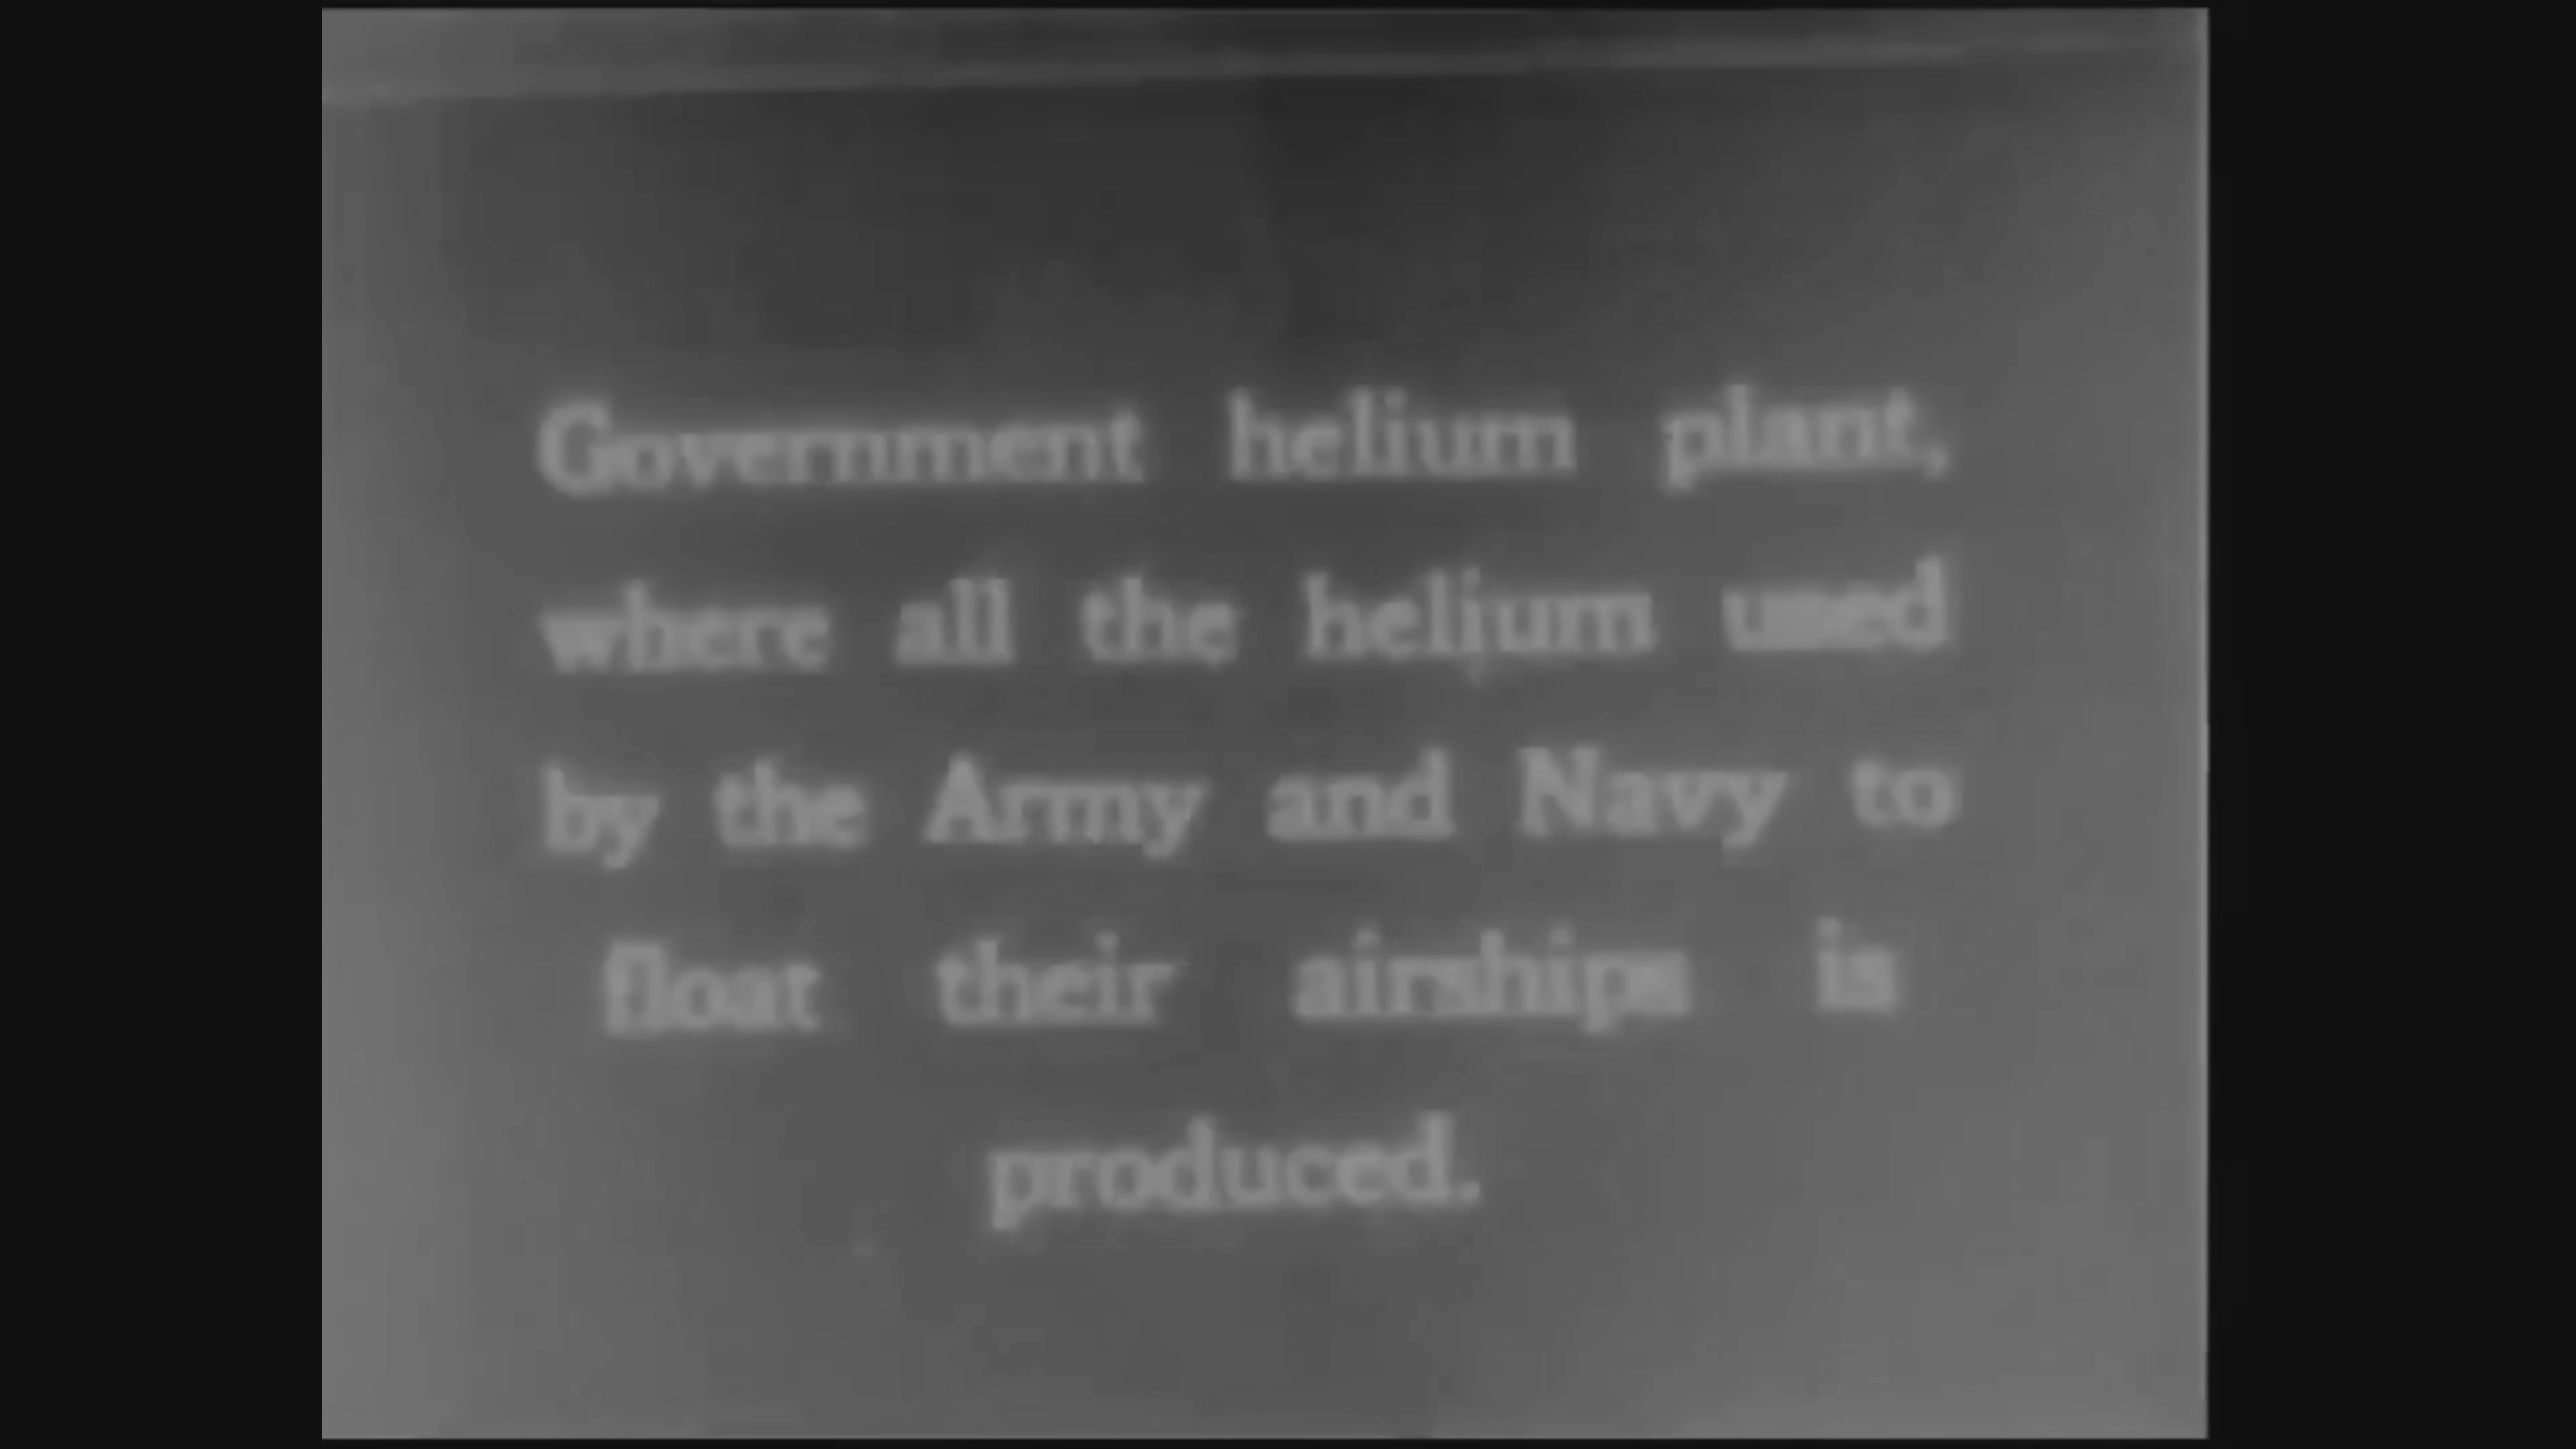 Government helium plant,
where all the helium used
by the Army and Navy to
float their airships is
produced.